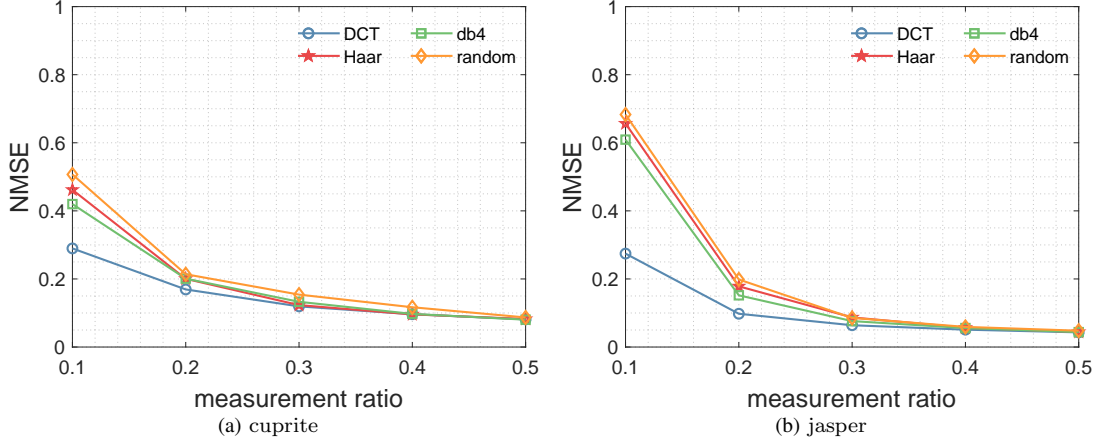 1
0.8
0.6
0.4
0.2
0
NMSE
DCT
Haar
db4
random
0.1 0.2 0.3 0.4 0.5
measurement ratio
(a) cuprite
1
0.8
0.6
0.4
0.2
0
NMSE
DCT
Haar
db4
random
0.1 0.2 0.3 0.4 0.5
measurement ratio
(b) jasper